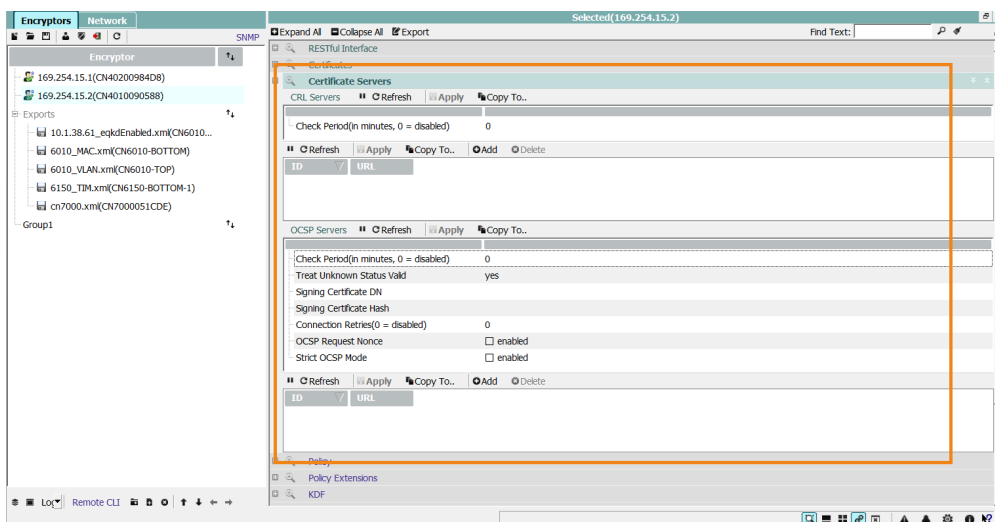 Encryptors Network
SNMP
Encryptor
169.254.15.1(CN40200984D8)
169.254.15.2(CN4010090588)
Exports
10.1.38.61_eqkdEnabled.xml(CN6010...
6010_MAC.xml(CN6010-BOTTOM)
6010_VLAN.xml(CN6010-TOP)
6150_TIM.xml(CN6150-BOTTOM-1)
cn7000.xml(CN7000051CDE)
Group1
Remote CLI
Selected(169.254.15.2)
Expand All Collapse All Export Find Text:
RESTful Interface
Certificates
Certificate Servers
CRL Servers Refresh Apply Copy To..
Check Period(in minutes, 0 = disabled) 0
Refresh Apply Copy To.. Add Delete
ID URL
OCSP Servers Refresh Apply Copy To..
Check Period(in minutes, 0 = disabled) 0
Treat Unknown Status Valid yes
Signing Certificate DN
Signing Certificate Hash
Connection Retries(0 = disabled) 0
OCSP Request Nonce enabled
Strict OCSP Mode enabled
Refresh Apply Copy To.. Add Delete
ID URL
Policy
Policy Extensions
KDF